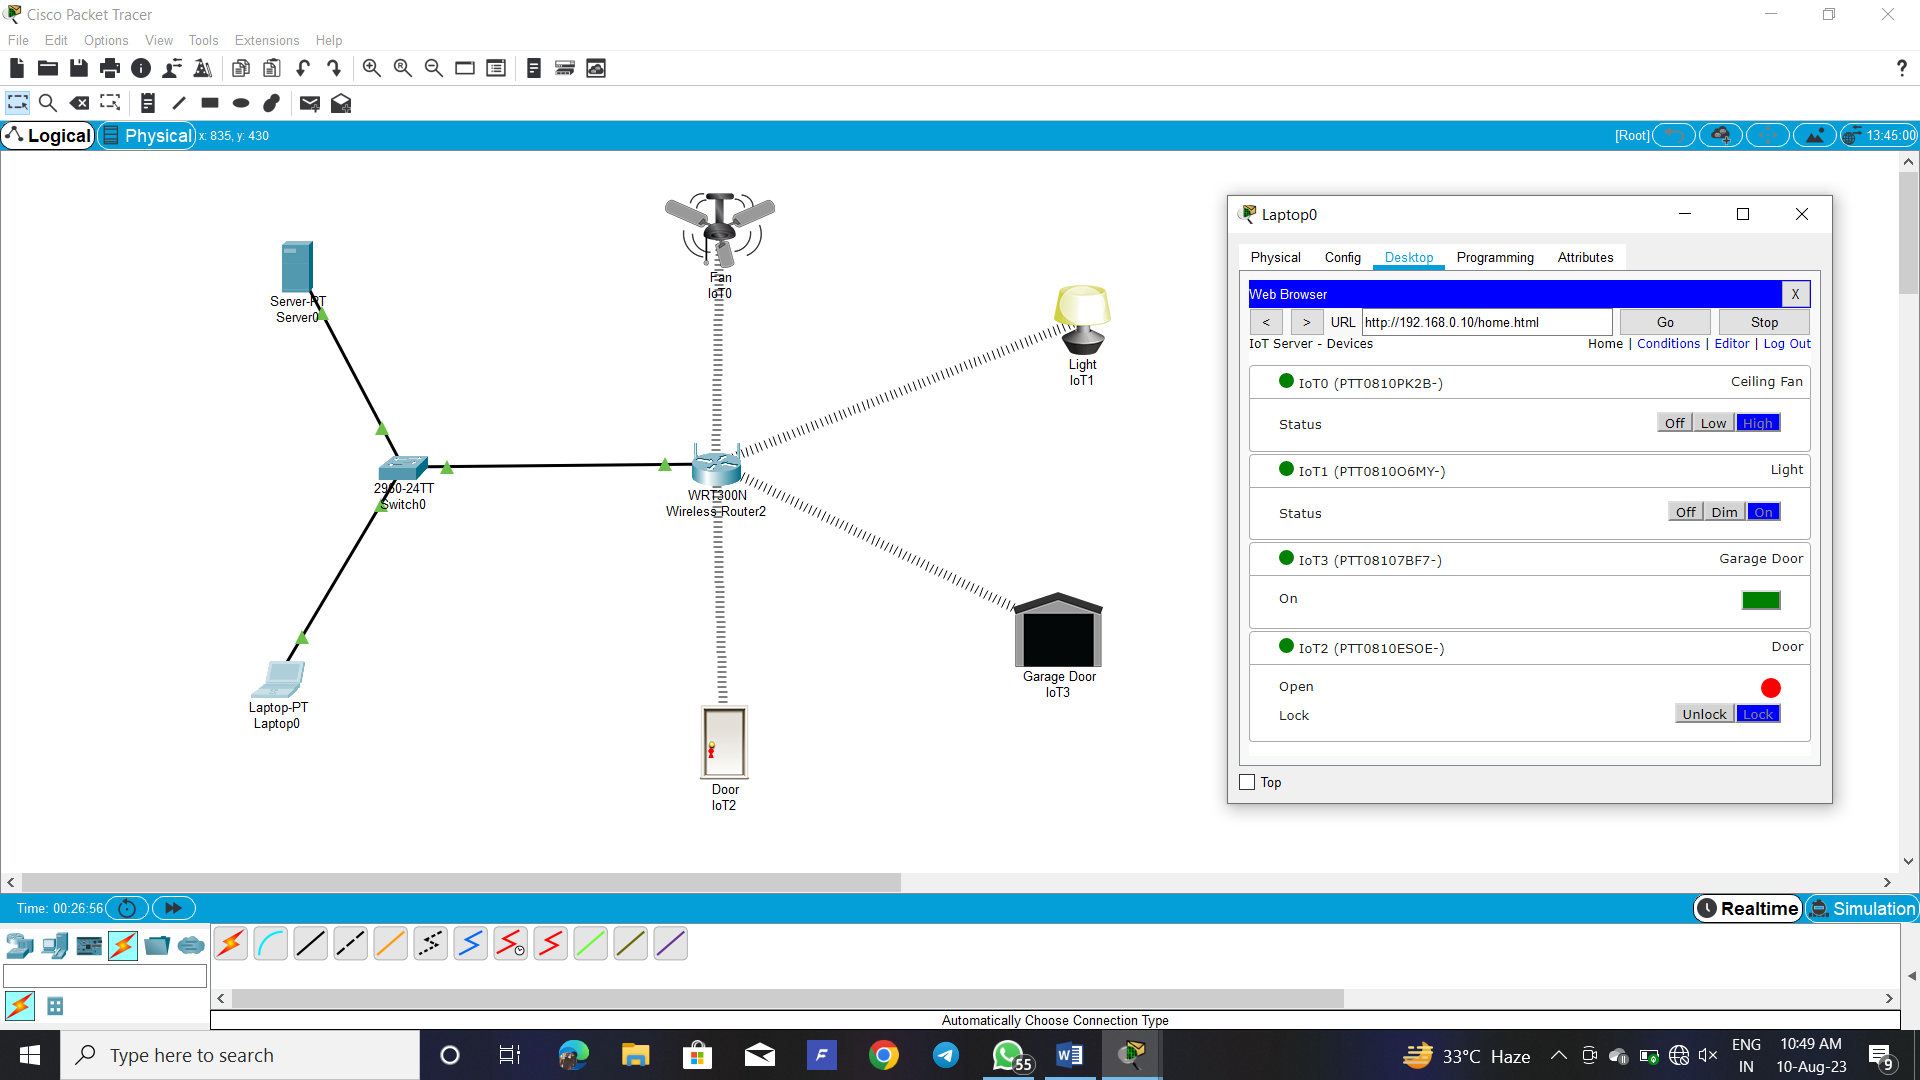 Cisco Packet Tracer
File Edit Options View Tools Extensions Help
?
Logical Physical x: 835, y: 430 [Root] 13:45:00
Fan
IoT0
Server-PT
Server0
Light
IoT1
2960-24TT
Switch0
WRT300N
Wireless Router2
Garage Door
IoT3
Laptop-PT
Laptop0
Door
IoT2
Laptop0
Physical Config Desktop Programming Attributes
Web Browser X
< > URL http://192.168.0.10/home.html Go Stop
IoT Server - Devices Home | Conditions | Editor | Log Out
IoT0 (PTT0810PK2B-) Ceiling Fan
Status Off Low High
IoT1 (PTT0810O6MY-) Light
Status Off Dim On
IoT3 (PTT08107BF7-) Garage Door
On
IoT2 (PTT0810ESOE-) Door
Open
Lock Unlock Lock
Top
Time: 00:26:56 Realtime Simulation
Automatically Choose Connection Type
Type here to search 55 33°C Haze ENG IN 10:49 AM 10-Aug-23 9